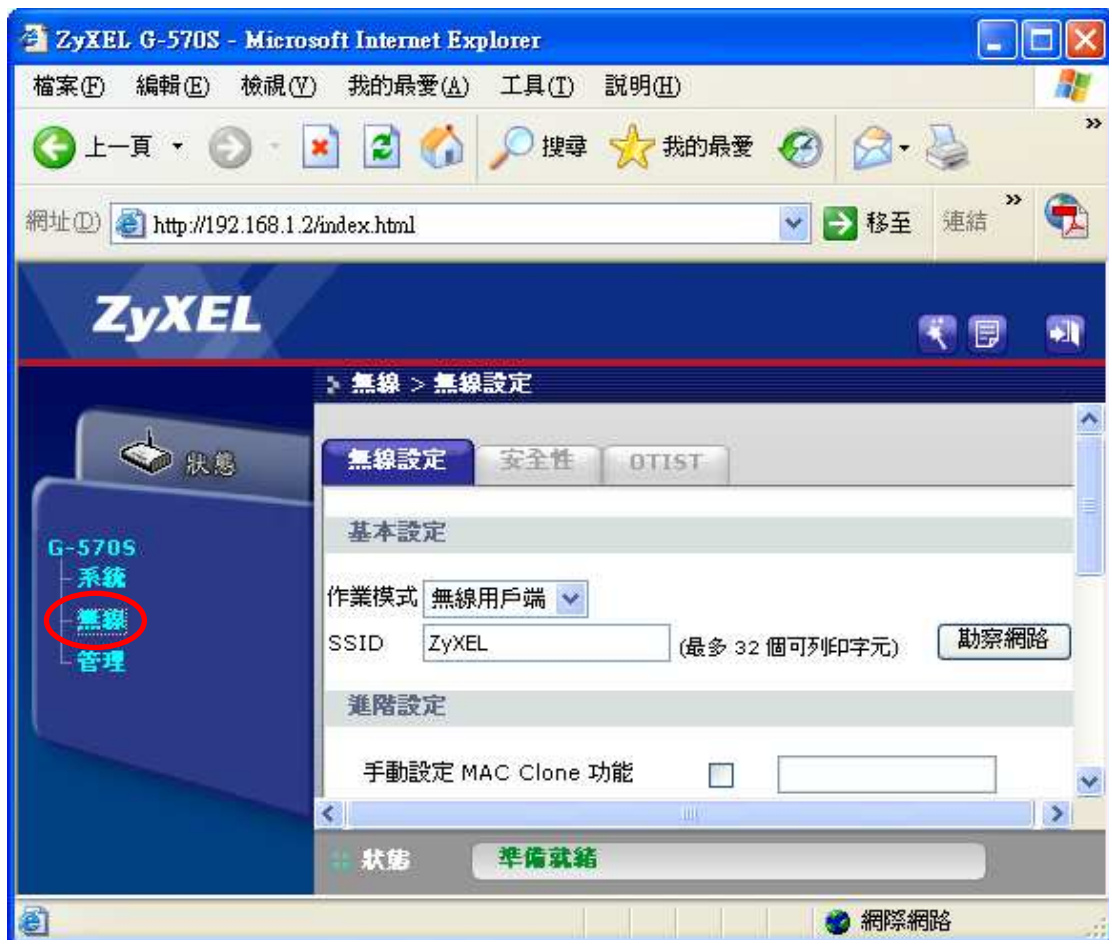 ZyXEL G-570S - Microsoft Internet Explorer
檔案(F) 編輯(E) 檢視(V) 我的最愛(A) 工具(T) 說明(H)
上一頁 搜尋 我的最愛 »
網址(D) http://192.168.1.2/index.html 移至 連結 »
ZyXEL
無線 > 無線設定
狀態
無線設定 安全性 OTIST
基本設定
G-570S
系統
無線
管理
作業模式 無線用戶端
SSID ZyXEL (最多 32 個可列印字元) 勘察網路
進階設定
手動設定 MAC Clone 功能
狀態 準備就緒
網際網路